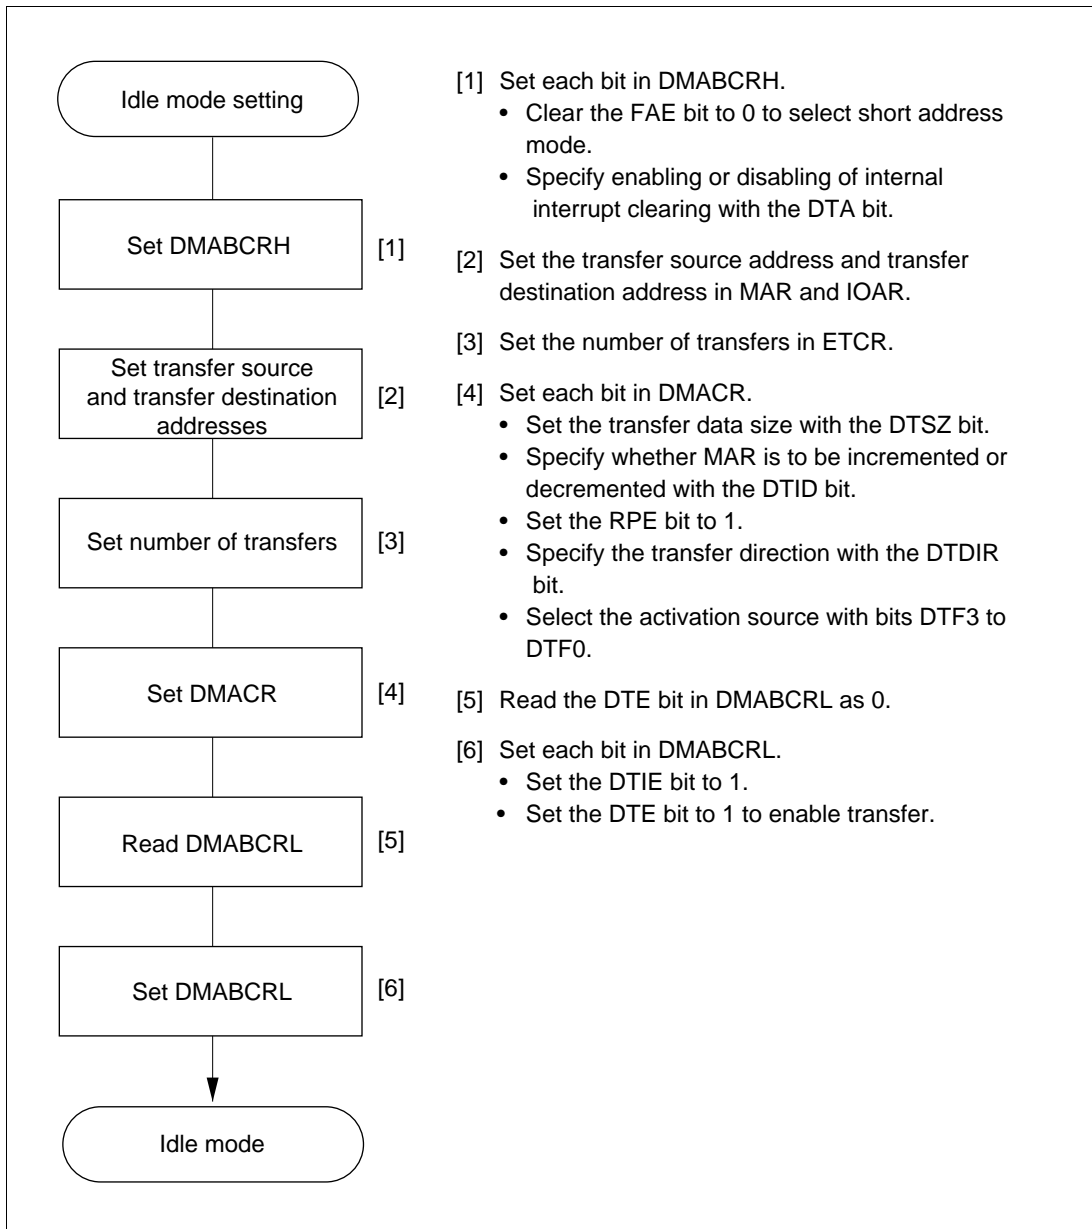 Idle mode setting
Set DMABCRH
[1]
Set transfer source
and transfer destination
addresses
[2]
Set number of transfers
[3]
Set DMACR
[4]
Read DMABCRL
[5]
Set DMABCRL
[6]
Idle mode
[1] Set each bit in DMABCRH.
• Clear the FAE bit to 0 to select short address
mode.
• Specify enabling or disabling of internal
interrupt clearing with the DTA bit.
[2] Set the transfer source address and transfer
destination address in MAR and IOAR.
[3] Set the number of transfers in ETCR.
[4] Set each bit in DMACR.
• Set the transfer data size with the DTSZ bit.
• Specify whether MAR is to be incremented or
decremented with the DTID bit.
• Set the RPE bit to 1.
• Specify the transfer direction with the DTDIR
bit.
• Select the activation source with bits DTF3 to
DTF0.
[5] Read the DTE bit in DMABCRL as 0.
[6] Set each bit in DMABCRL.
• Set the DTIE bit to 1.
• Set the DTE bit to 1 to enable transfer.